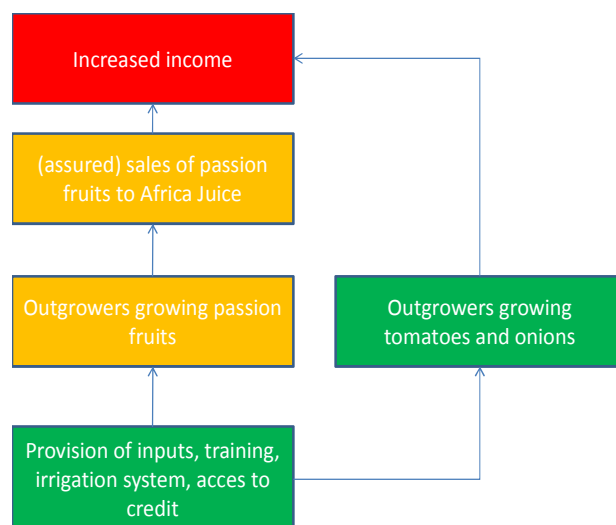 Increased income
(assured) sales of passion
fruits to Africa Juice
Outgrowers growing passion
fruits
Outgrowers growing
tomatoes and onions
Provision of inputs, training,
irrigation system, acces to
credit